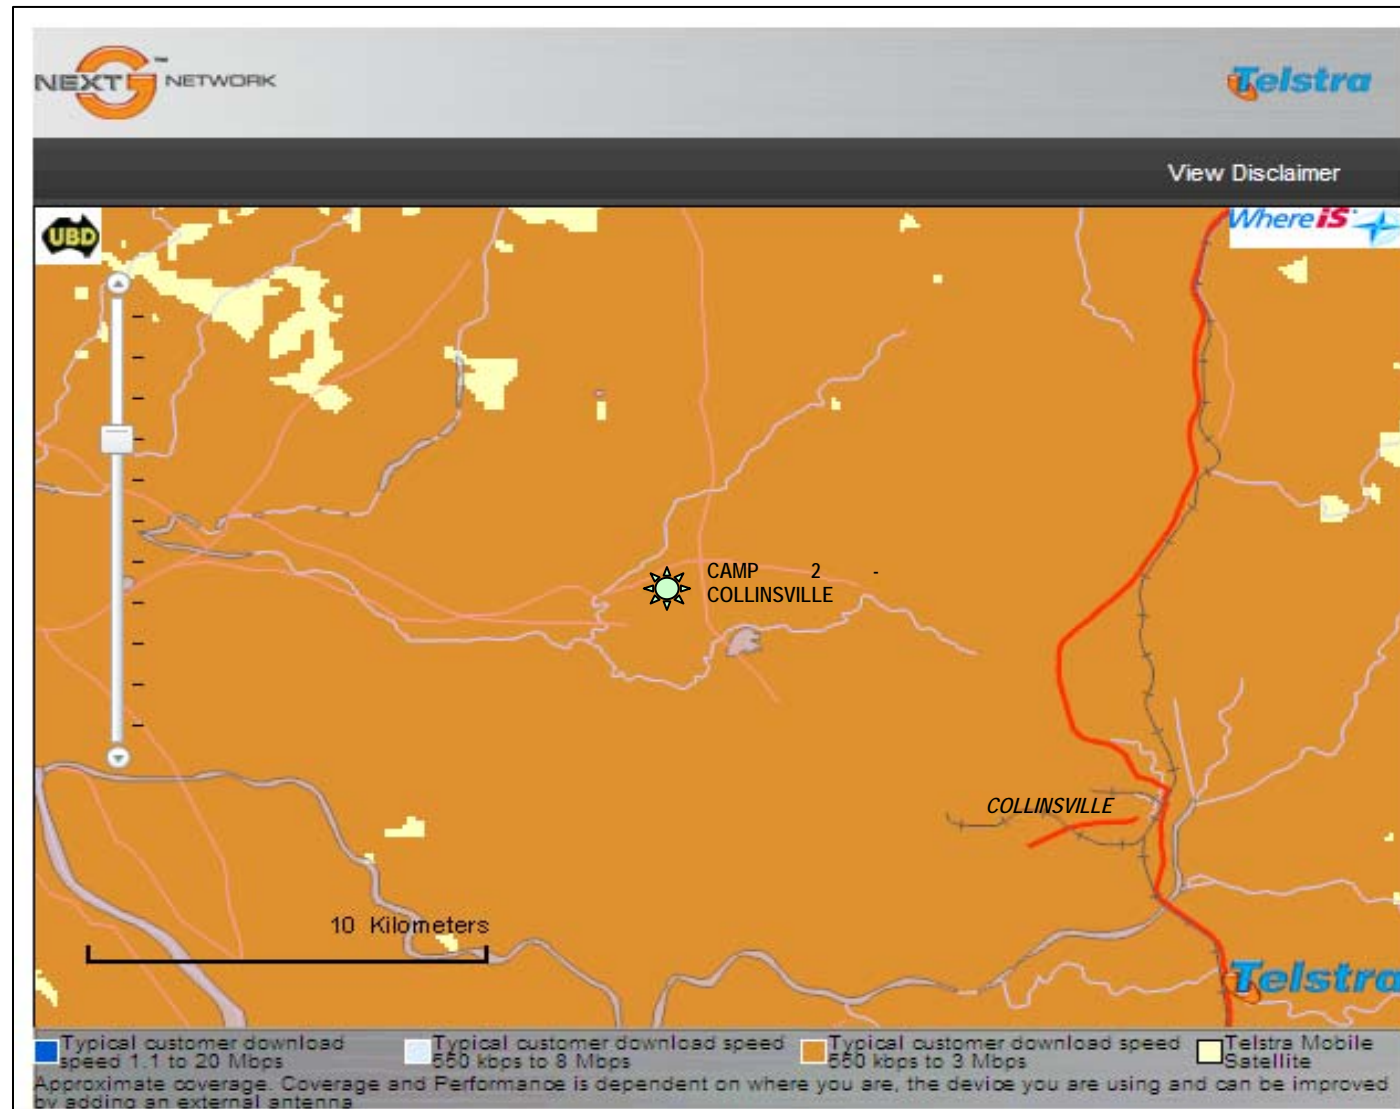 NEXT G™ NETWORK
Telstra
View Disclaimer
UBD
Whereis
CAMP 2 -
COLLINSVILLE
COLLINSVILLE
10 Kilometers
Telstra
Typical customer download
speed 1.1 to 20 Mbps
Typical customer download speed
550 kbps to 8 Mbps
Typical customer download speed
550 kbps to 3 Mbps
Telstra Mobile
Satellite
Approximate coverage. Coverage and Performance is dependent on where you are, the device you are using and can be improved
by adding an external antenna